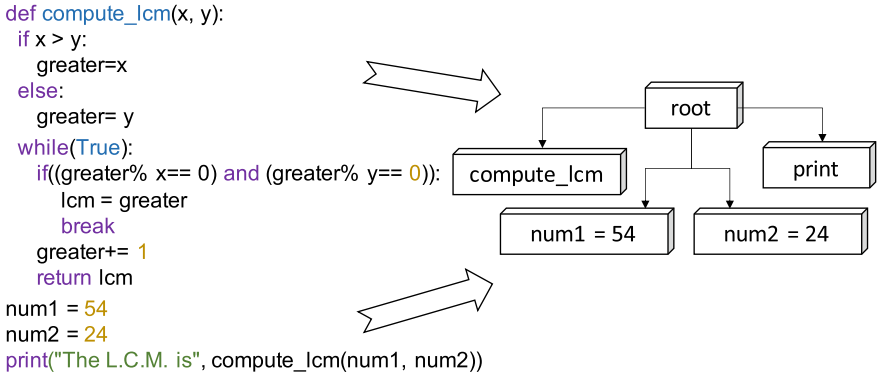 def compute_lcm(x, y):
if x > y:
greater=x
else:
greater= y
while(True):
if((greater% x== 0) and (greater% y== 0)):
lcm = greater
break
greater+= 1
return lcm
num1 = 54
num2 = 24
print("The L.C.M. is", compute_lcm(num1, num2))
root
compute_lcm
print
num1 = 54
num2 = 24